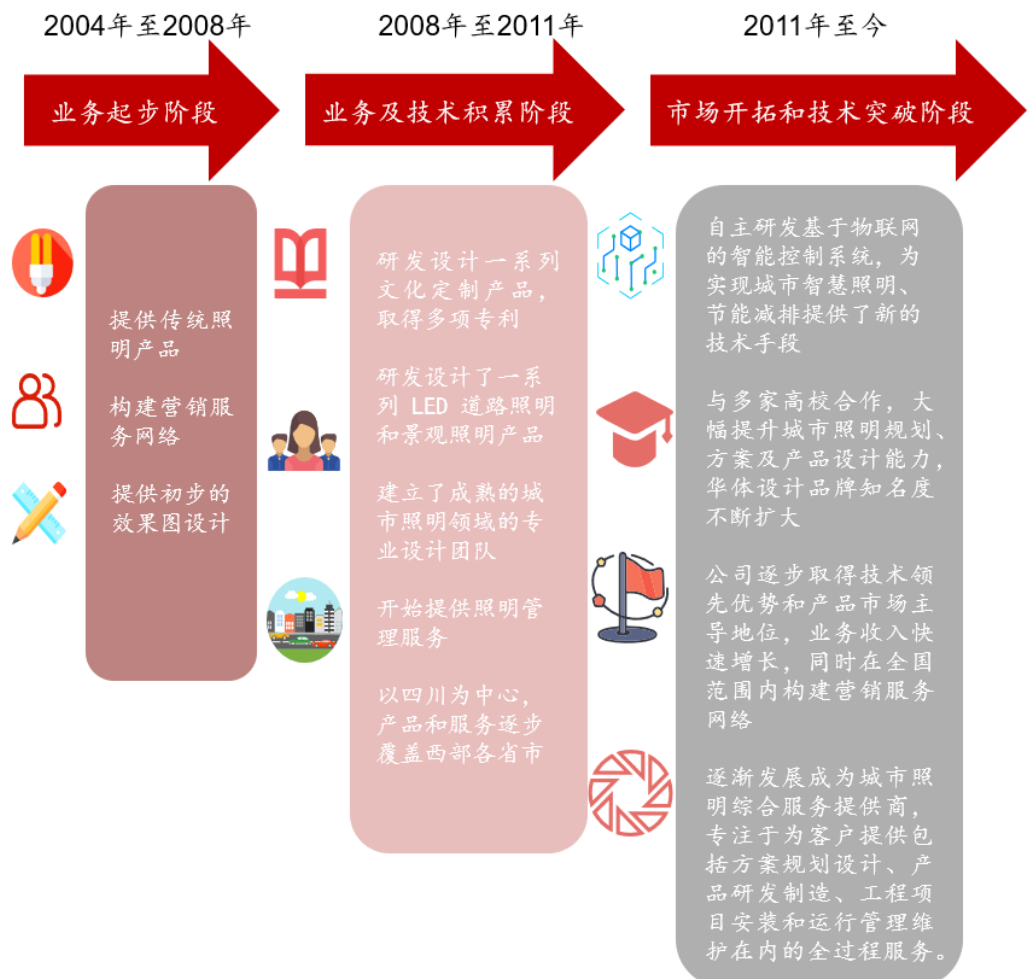 2004年至2008年
2008年至2011年
2011年至今
业务起步阶段
业务及技术积累阶段
市场开拓和技术突破阶段
提供传统照
明产品
构建营销服
务网络
提供初步的
效果图设计
研发设计一系列
文化定制产品，
取得多项专利
研发设计了一系
列 LED 道路照明
和景观照明产品
建立了成熟的城
市照明领域的专
业设计团队
开始提供照明管
理服务
以四川为中心，
产品和服务逐步
覆盖西部各省市
自主研发基于物联网
的智能控制系统，为
实现城市智慧照明、
节能减排提供了新的
技术手段
与多家高校合作，大
幅提升城市照明规划、
方案及产品设计能力，
华体设计品牌知名度
不断扩大
公司逐步取得技术领
先优势和产品市场主
导地位，业务收入快
速增长，同时在全国
范围内构建营销服务
网络
逐渐发展成为城市照
明综合服务提供商，
专注于为客户提供包
括方案规划设计、产
品研发制造、工程项
目安装和运行管理维
护在内的全过程服务。